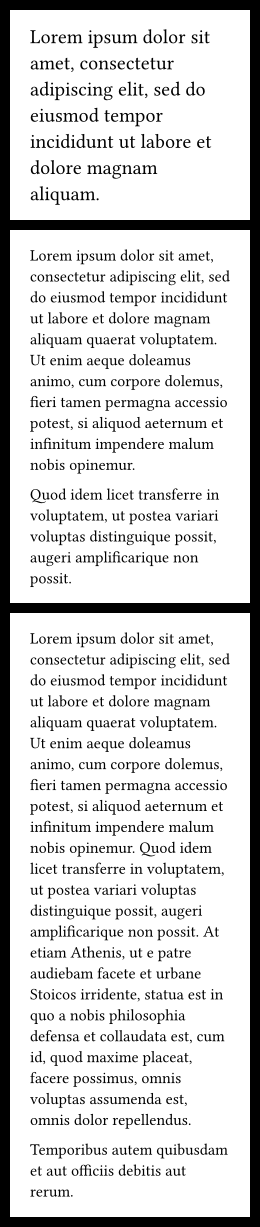 Lorem ipsum dolor sit
amet, consectetur
adipiscing elit, sed do
eiusmod tempor
incididunt ut labore et
dolore magnam
aliquam.
Lorem ipsum dolor sit amet,
consectetur adipiscing elit, sed
do eiusmod tempor incididunt
ut labore et dolore magnam
aliquam quaerat voluptatem.
Ut enim aeque doleamus
animo, cum corpore dolemus,
fieri tamen permagna accessio
potest, si aliquod aeternum et
infinitum impendere malum
nobis opinemur.
Quod idem licet transferre in
voluptatem, ut postea variari
voluptas distinguique possit,
augeri amplificarique non
possit.
Lorem ipsum dolor sit amet,
consectetur adipiscing elit, sed
do eiusmod tempor incididunt
ut labore et dolore magnam
aliquam quaerat voluptatem.
Ut enim aeque doleamus
animo, cum corpore dolemus,
fieri tamen permagna accessio
potest, si aliquod aeternum et
infinitum impendere malum
nobis opinemur. Quod idem
licet transferre in voluptatem,
ut postea variari voluptas
distinguique possit, augeri
amplificarique non possit. At
etiam Athenis, ut e patre
audiebam facete et urbane
Stoicos irridente, statua est in
quo a nobis philosophia
defensa et collaudata est, cum
id, quod maxime placeat,
facere possimus, omnis
voluptas assumenda est,
omnis dolor repellendus.
Temporibus autem quibusdam
et aut officiis debitis aut
rerum.